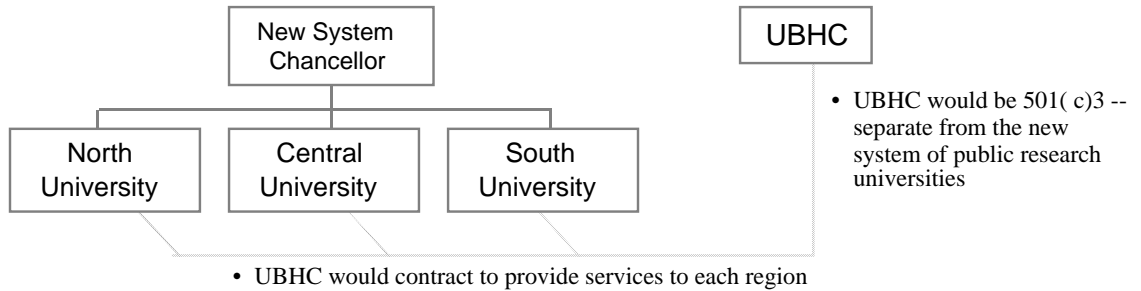 New System
Chancellor
UBHC
North
University
Central
University
South
University
• UBHC would be 501( c)3 --
separate from the new
system of public research
universities
• UBHC would contract to provide services to each region